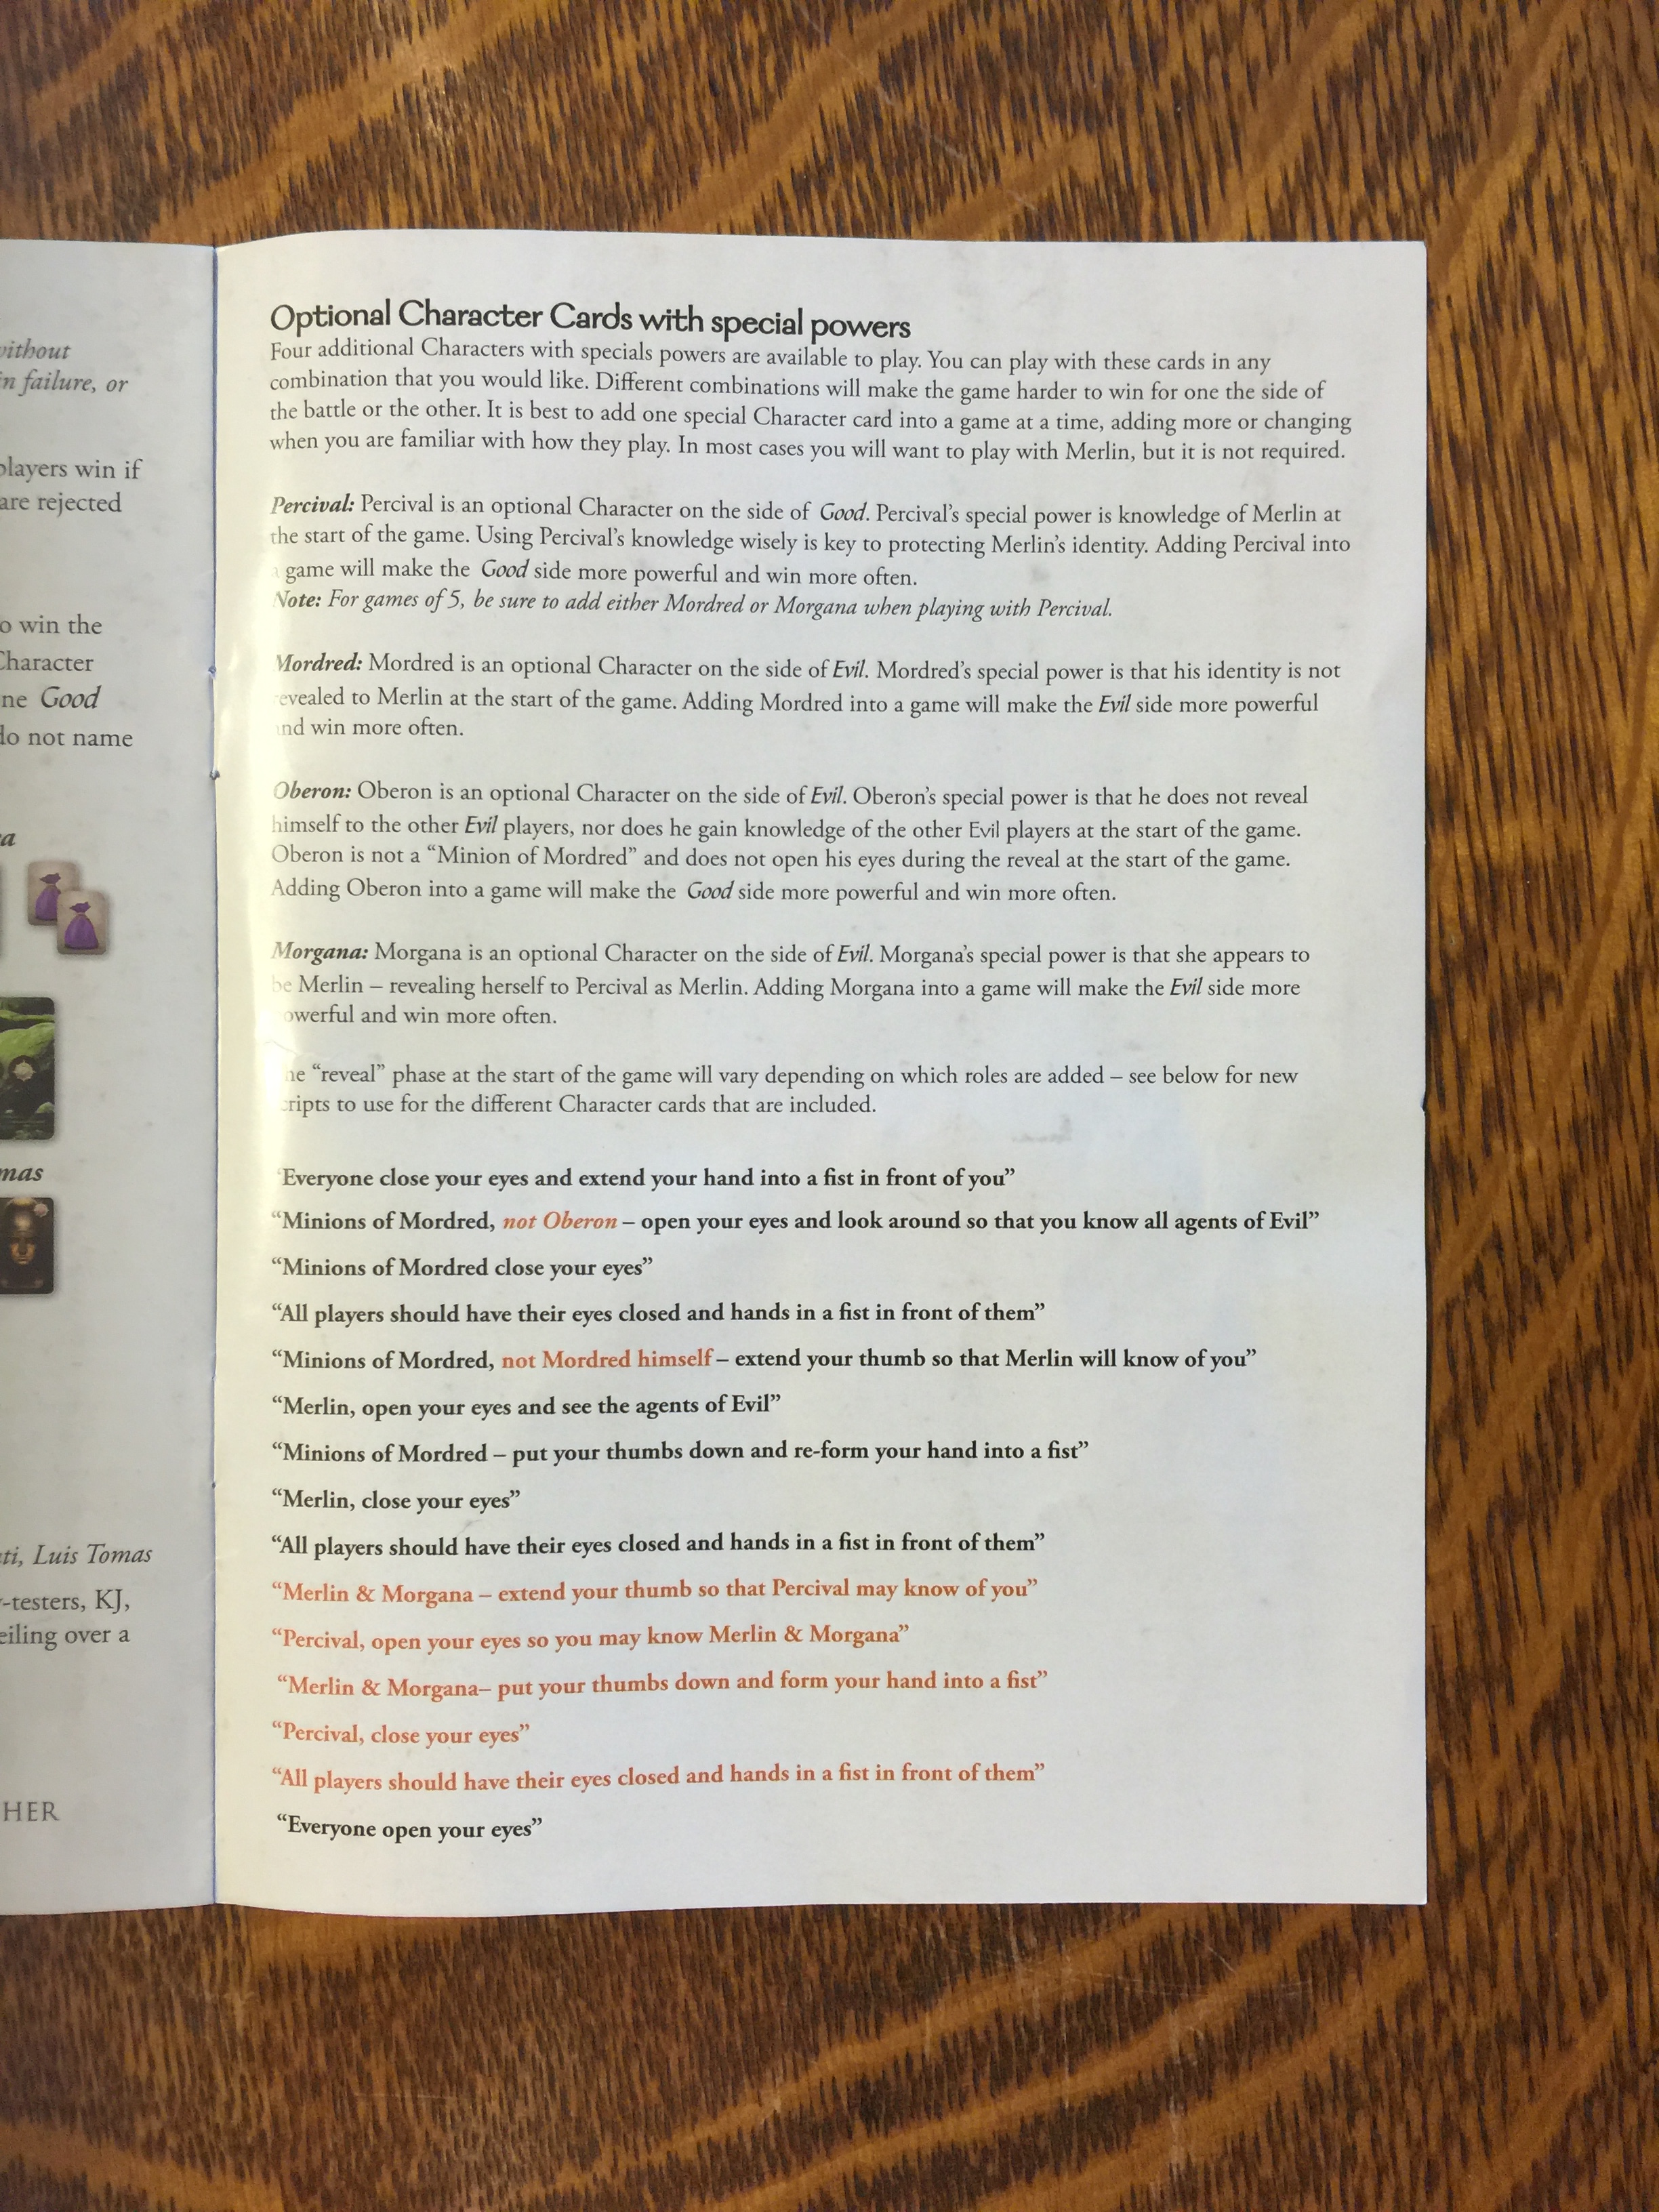 without
in failure, or
players win if
are rejected
o win the
Character
ne Good
do not name
a
mas
ti, Luis Tomas
-testers, KJ,
eiling over a
HER
Optional Character Cards with special powers
Four additional Characters with specials powers are available to play. You can play with these cards in any
combination that you would like. Different combinations will make the game harder to win for one the side of
the battle or the other. It is best to add one special Character card into a game at a time, adding more or changing
when you are familiar with how they play. In most cases you will want to play with Merlin, but it is not required.
Percival: Percival is an optional Character on the side of Good. Percival's special power is knowledge of Merlin at
the start of the game. Using Percival's knowledge wisely is key to protecting Merlin's identity. Adding Percival into
a game will make the Good side more powerful and win more often.
Note: For games of 5, be sure to add either Mordred or Morgana when playing with Percival.
Mordred: Mordred is an optional Character on the side of Evil. Mordred's special power is that his identity is not
revealed to Merlin at the start of the game. Adding Mordred into a game will make the Evil side more powerful
and win more often.
Oberon: Oberon is an optional Character on the side of Evil. Oberon's special power is that he does not reveal
himself to the other Evil players, nor does he gain knowledge of the other Evil players at the start of the game.
Oberon is not a “Minion of Mordred” and does not open his eyes during the reveal at the start of the game.
Adding Oberon into a game will make the Good side more powerful and win more often.
Morgana: Morgana is an optional Character on the side of Evil. Morgana's special power is that she appears to
be Merlin – revealing herself to Percival as Merlin. Adding Morgana into a game will make the Evil side more
owerful and win more often.
he “reveal” phase at the start of the game will vary depending on which roles are added – see below for new
cripts to use for the different Character cards that are included.
“Everyone close your eyes and extend your hand into a fist in front of you”
“Minions of Mordred, not Oberon – open your eyes and look around so that you know all agents of Evil”
“Minions of Mordred close your eyes”
“All players should have their eyes closed and hands in a fist in front of them”
“Minions of Mordred, not Mordred himself – extend your thumb so that Merlin will know of you”
“Merlin, open your eyes and see the agents of Evil”
“Minions of Mordred – put your thumbs down and re-form your hand into a fist”
“Merlin, close your eyes”
“All players should have their eyes closed and hands in a fist in front of them”
“Merlin & Morgana – extend your thumb so that Percival may know of you”
“Percival, open your eyes so you may know Merlin & Morgana”
“Merlin & Morgana– put your thumbs down and form your hand into a fist”
“Percival, close your eyes”
“All players should have their eyes closed and hands in a fist in front of them”
“Everyone open your eyes”